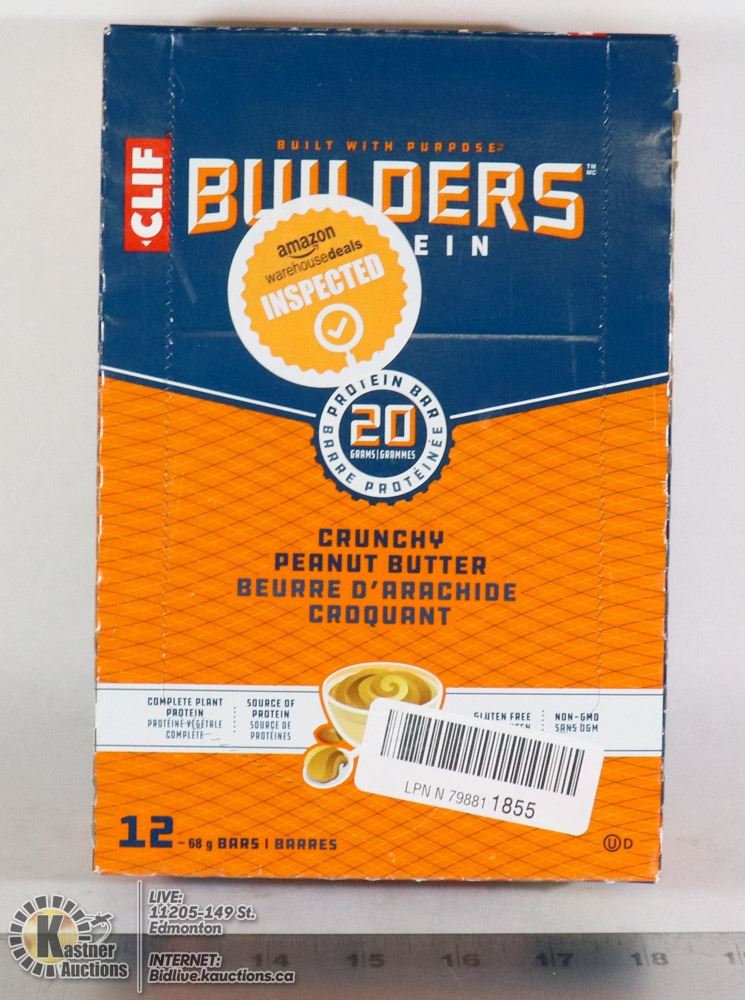 BUILT WITH PURPOSE
CLIF
BUILDERS
TM
MC
EIN
amazon
warehousedeals
INSPECTED
PROTEIN BAR
20
GRAMS | GRAMMES
BARRE PROTÉINÉE
CRUNCHY
PEANUT BUTTER
BEURRE D'ARACHIDE
CROQUANT
COMPLETE PLANT
PROTEIN
PROTÉINE VÉGÉTALE
COMPLÈTE
SOURCE OF
PROTEIN
SOURCE DE
PROTÉINES
GLUTEN FREE
NON-GMO
SANS OGM
LPN N 79881 1855
12 - 68 g BARS | BARRES
U D
Kastner
Auctions
LIVE:
11205-149 St.
Edmonton
INTERNET:
Bidlive.kauctions.ca
14 15 16 17 18